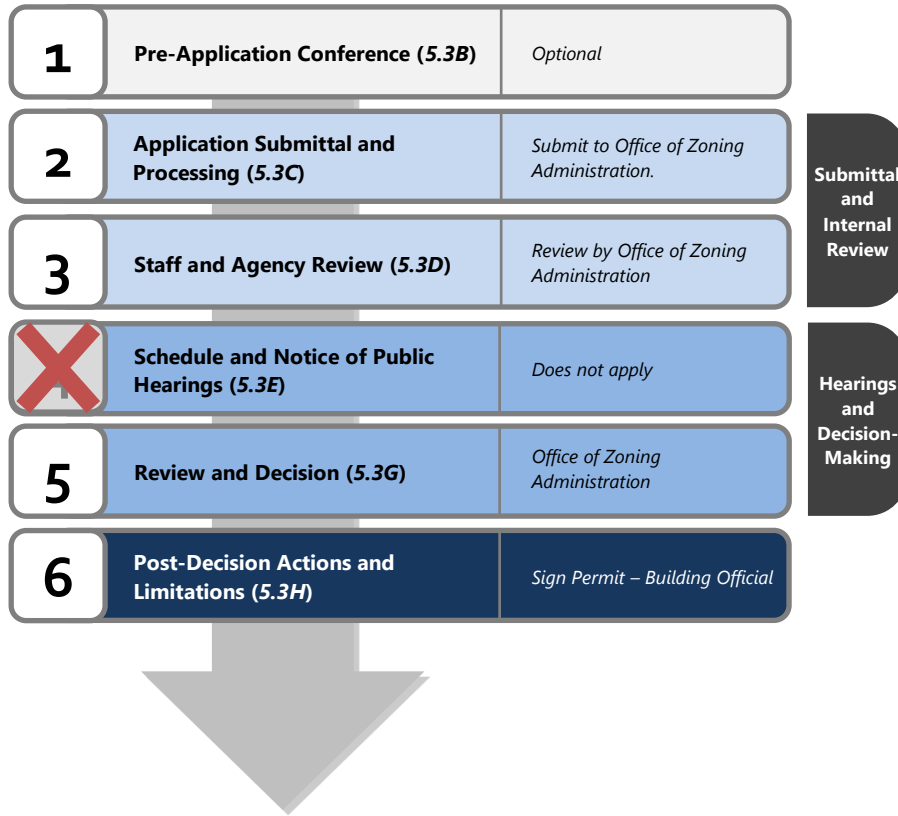 1
Pre-Application Conference (5.3B)
Optional
2
Application Submittal and
Processing (5.3C)
Submit to Office of Zoning
Administration.
3
Staff and Agency Review (5.3D)
Review by Office of Zoning
Administration
Submittal
and
Internal
Review
Schedule and Notice of Public
Hearings (5.3E)
Does not apply
5
Review and Decision (5.3G)
Office of Zoning
Administration
Hearings
and
Decision-
Making
6
Post-Decision Actions and
Limitations (5.3H)
Sign Permit – Building Official